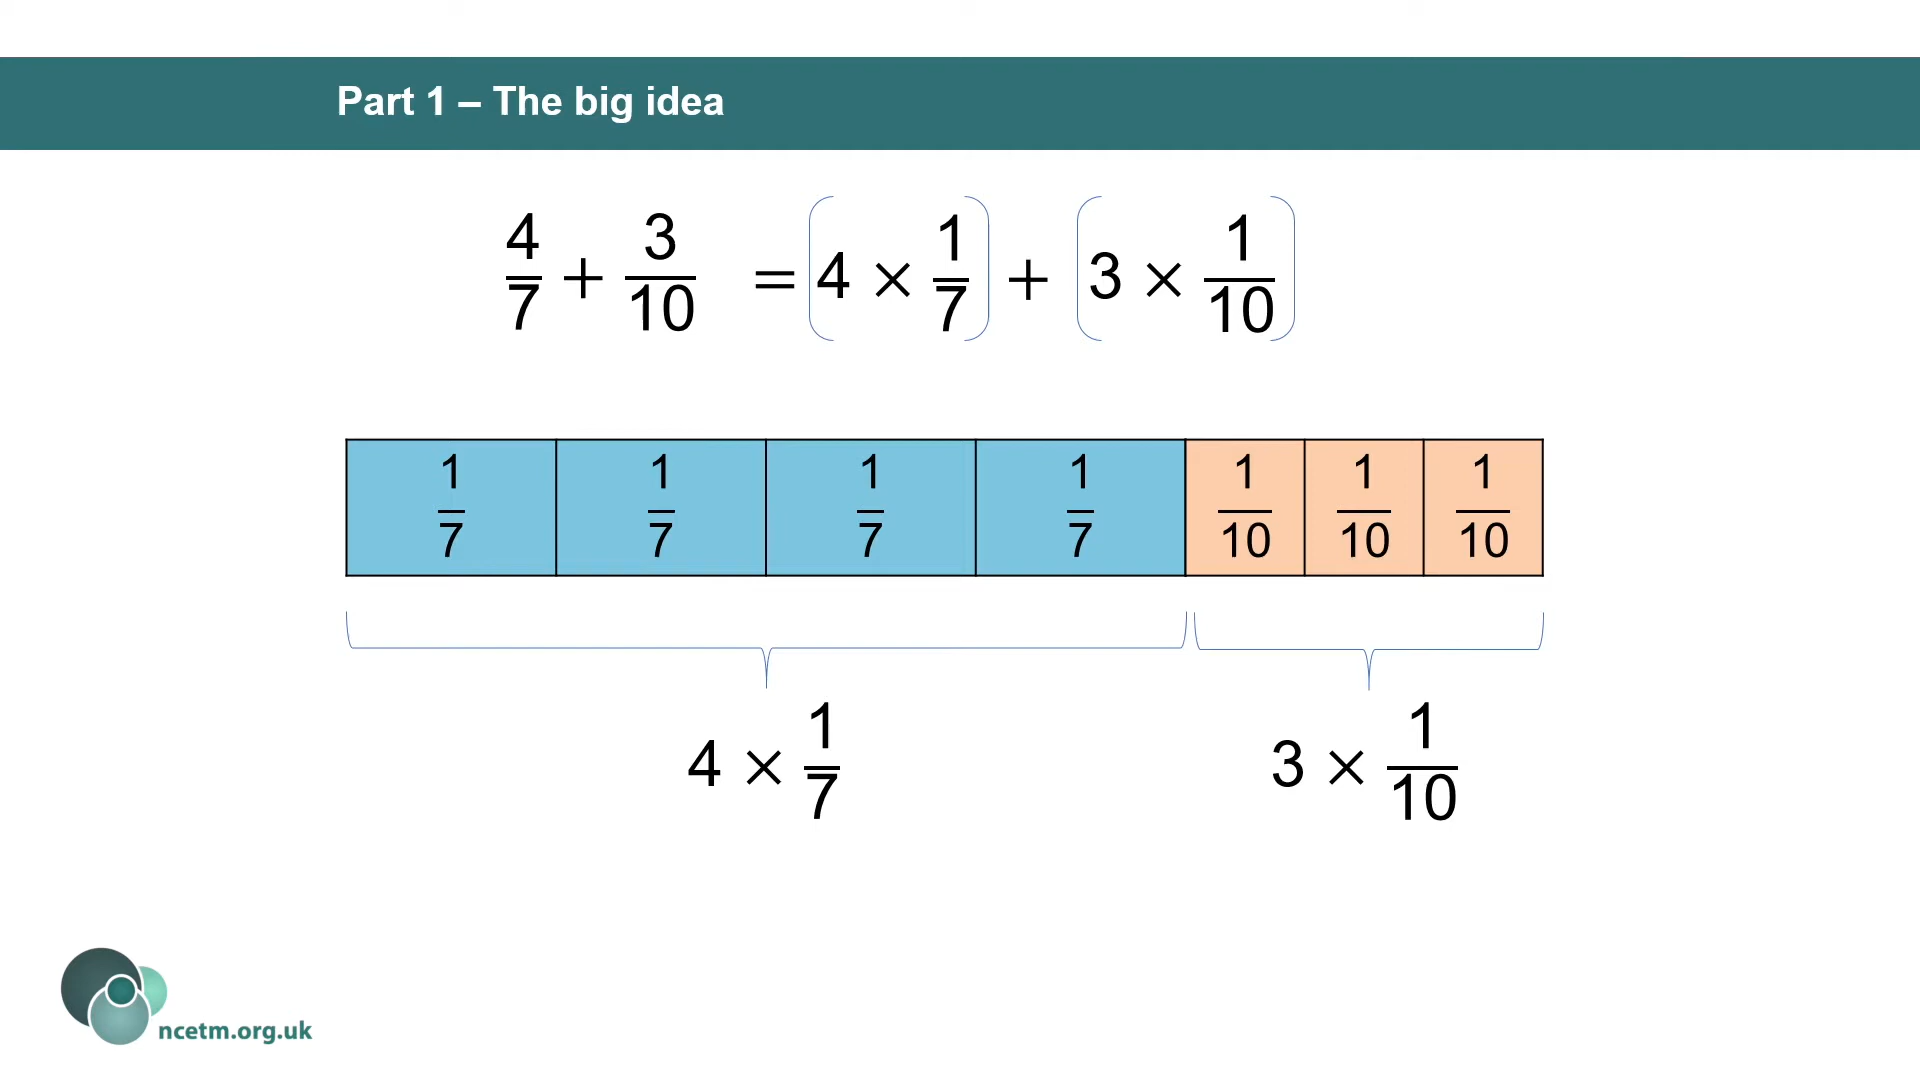 Part 1 – The big idea
4/7 + 3/10 = (4 × 1/7) + (3 × 1/10)
1/7 1/7 1/7 1/7 1/10 1/10 1/10
4 × 1/7 3 × 1/10
ncetm.org.uk